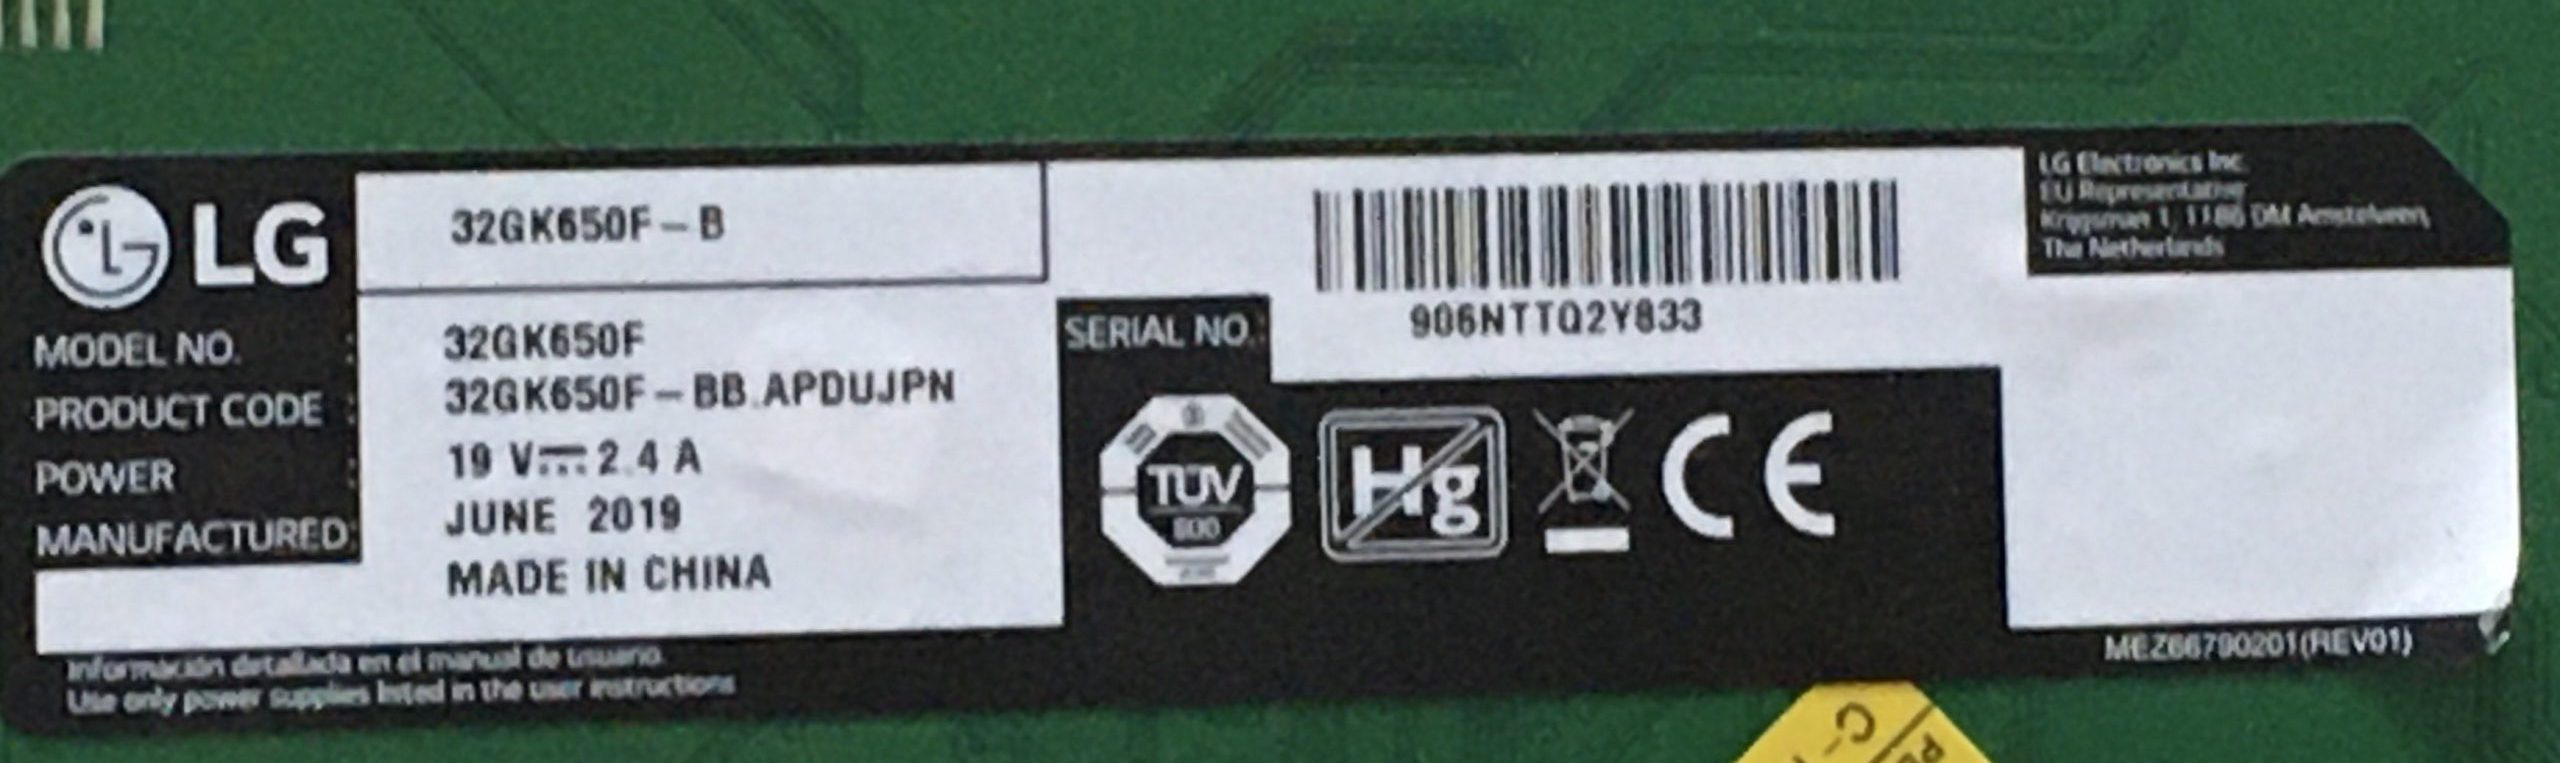 LG
32GK650F-B
MODEL NO. : 32GK650F
PRODUCT CODE : 32GK650F-BB.APDUJPN
POWER : 19 V⎓2.4 A
MANUFACTURED: JUNE 2019
MADE IN CHINA
Información detallada en el manual de usuario.
Use only power supplies listed in the user instructions
906NTTQ2Y833
SERIAL NO.:
TÜV
Hg
CE
LG Electronics Inc.
EU Representative
Krijgsman 1, 1186 DM Amstelveen,
The Netherlands
MEZ66790201(REV01)
C-